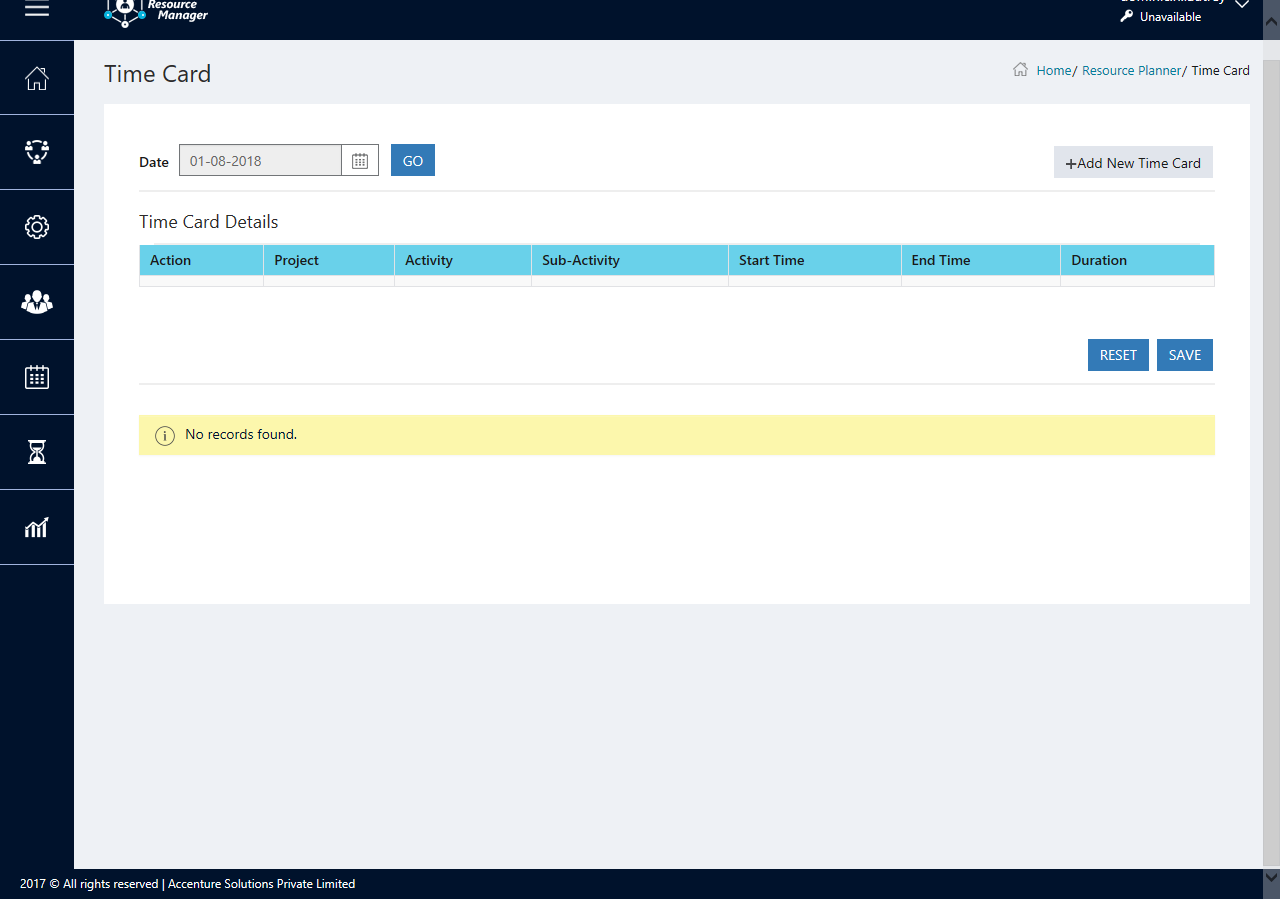 Resource
Manager
Unavailable
Time Card
Home/ Resource Planner/ Time Card
Date 01-08-2018 GO
+Add New Time Card
Time Card Details
Action Project Activity Sub-Activity Start Time End Time Duration
RESET SAVE
No records found.
2017 © All rights reserved | Accenture Solutions Private Limited